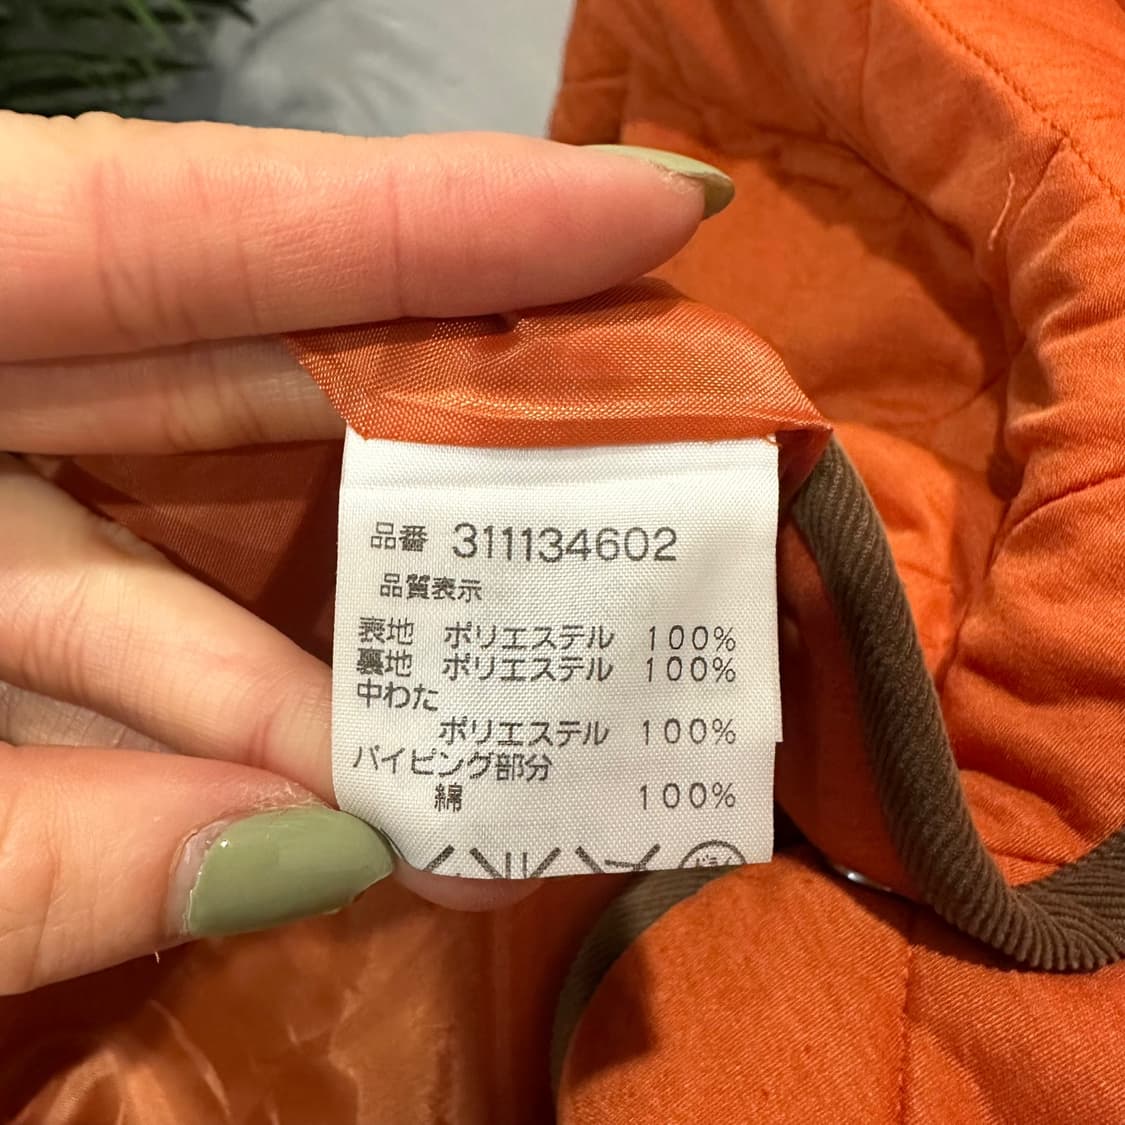 品番 311134602
品質表示
表地 ポリエステル 100%
裏地 ポリエステル 100%
中わた
ポリエステル 100%
パイピング部分
綿 100%